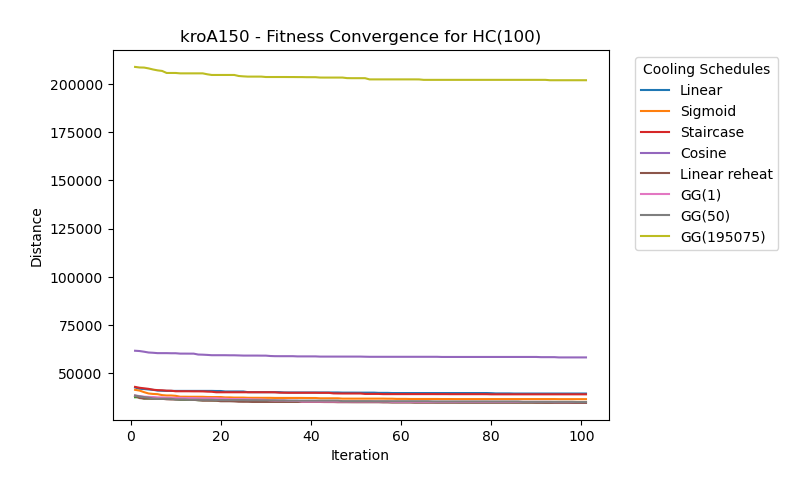 kroA150 - Fitness Convergence for HC(100)
200000
175000
150000
125000
100000
75000
50000
Distance
0 20 40 60 80 100
Iteration
Cooling Schedules
Linear
Sigmoid
Staircase
Cosine
Linear reheat
GG(1)
GG(50)
GG(195075)